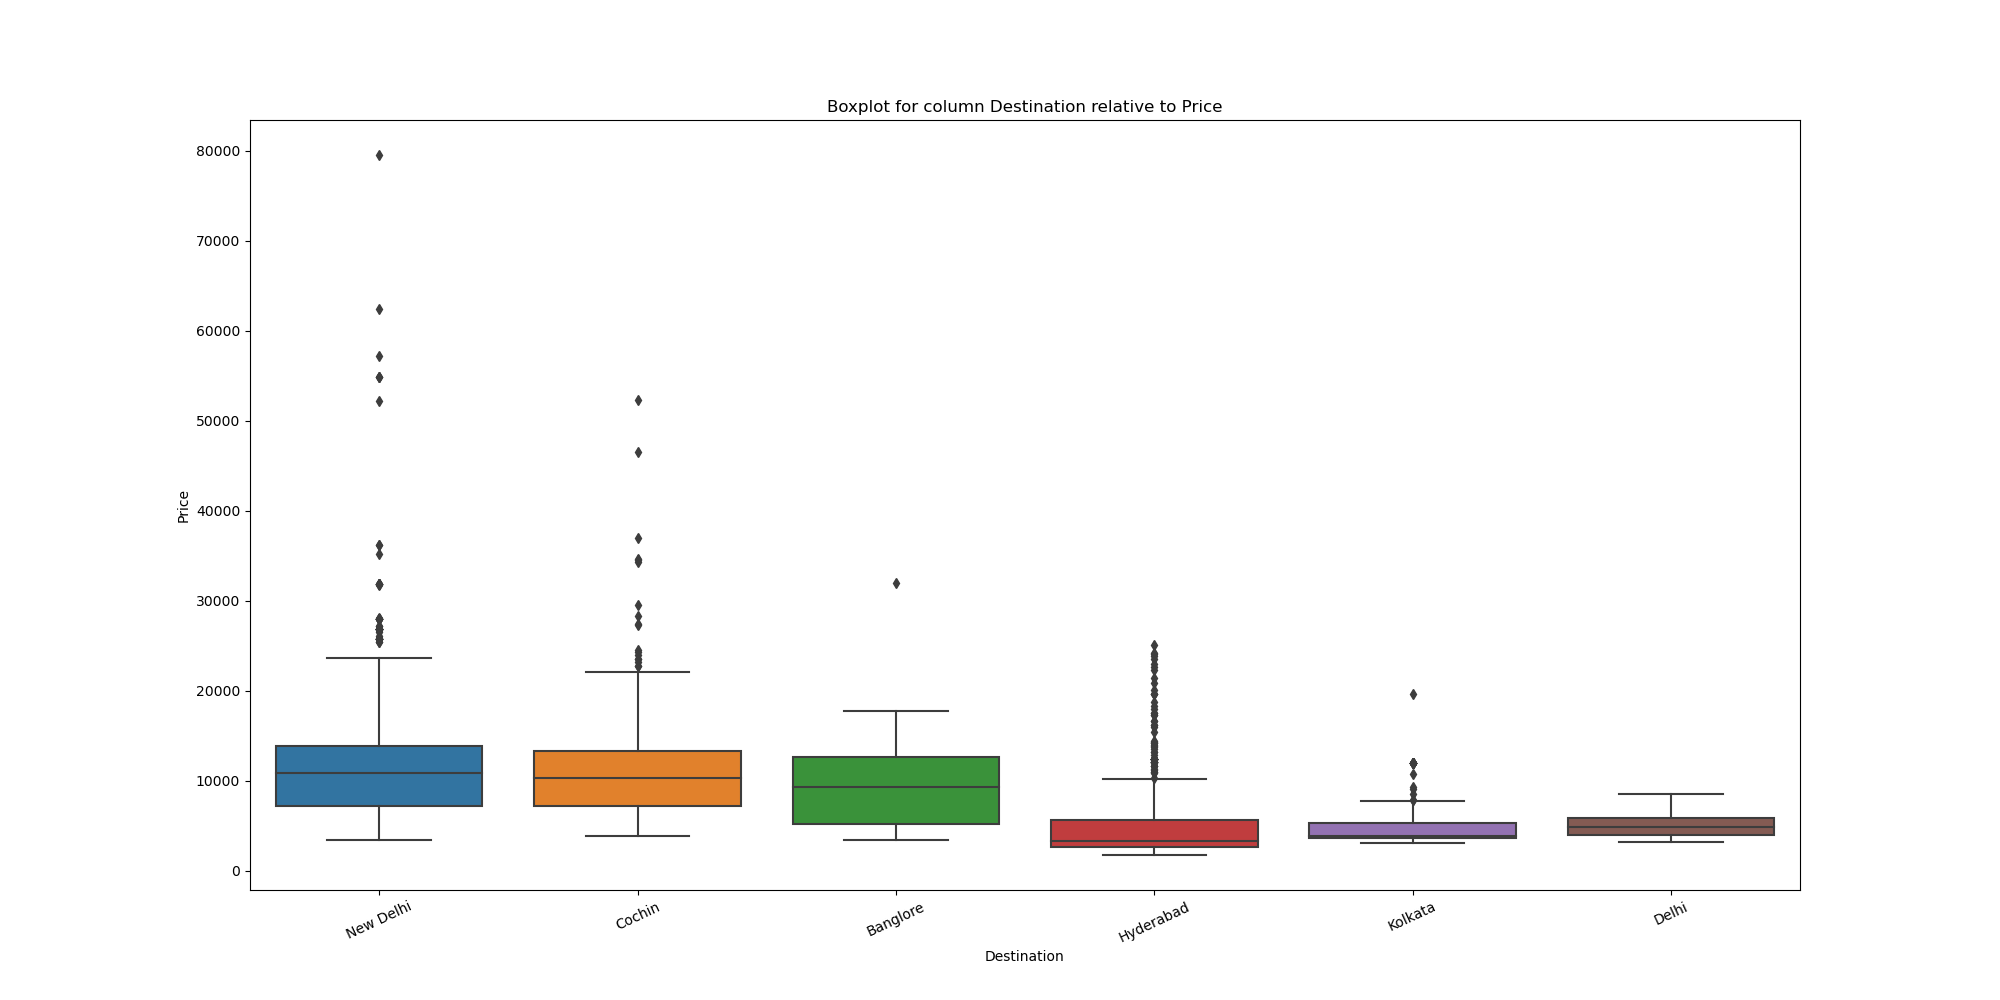 Boxplot for column Destination relative to Price
80000
70000
60000
50000
40000
30000
20000
10000
0
Price
New Delhi
Cochin
Banglore
Hyderabad
Kolkata
Delhi
Destination